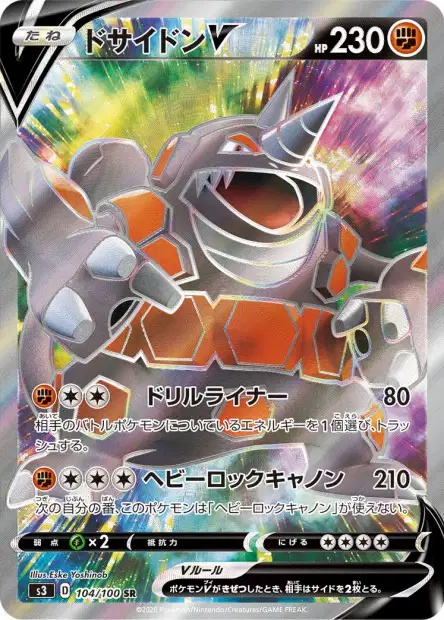 たね ドサイドンV HP 230
ドリルライナー 80
相手のバトルポケモンについているエネルギーを1個選び、トラッ
シュする。
ヘビーロックキャノン 210
次の自分の番、このポケモンは「ヘビーロックキャノン」が使えない。
弱点 ×2 抵抗力 にげる
Illus. Eske Yoshinob
s3 D 104/100 SR
Vルール
ポケモンVがきぜつしたとき、相手はサイドを2枚とる。
©2020 Pokémon/Nintendo/Creatures/GAME FREAK.